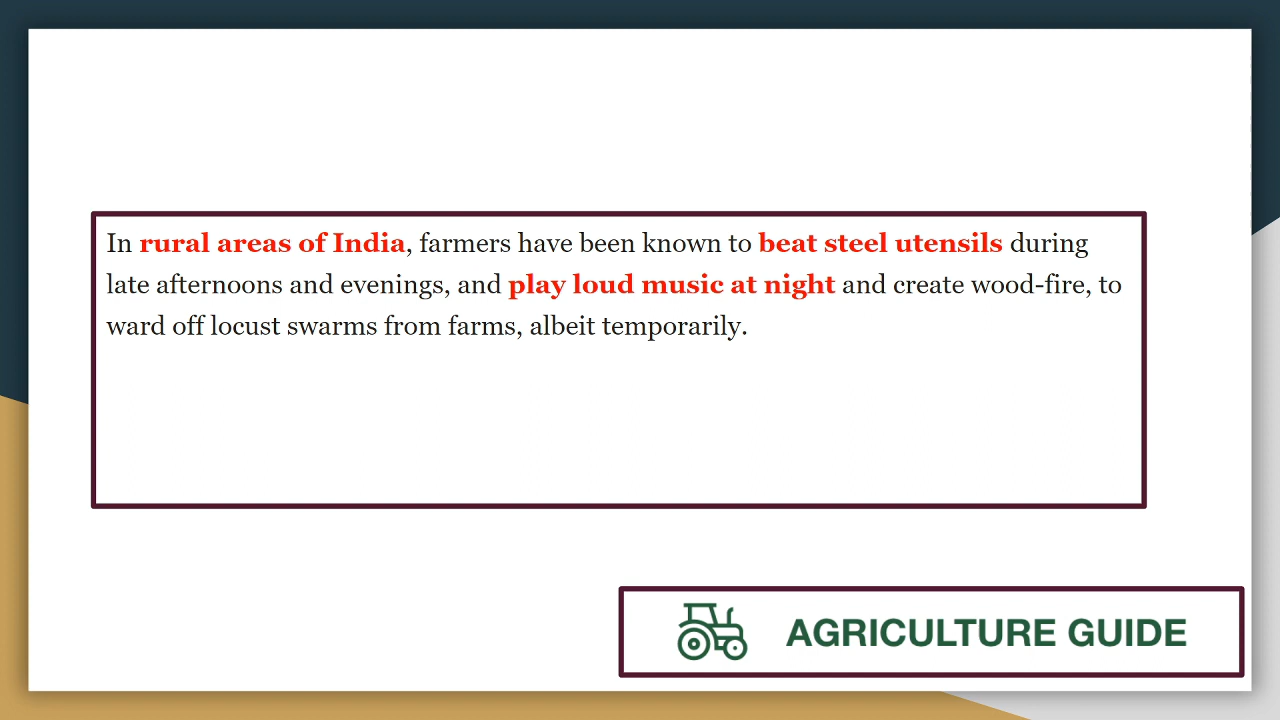 In rural areas of India, farmers have been known to beat steel utensils during
late afternoons and evenings, and play loud music at night and create wood-fire, to
ward off locust swarms from farms, albeit temporarily.
AGRICULTURE GUIDE